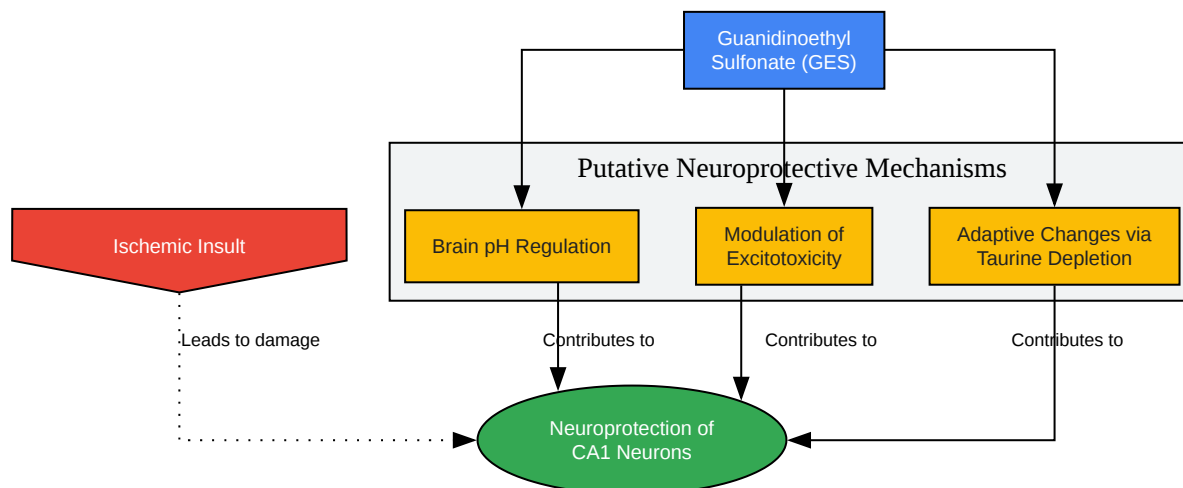 Guanidinoethyl
Sulfonate (GES)
Putative Neuroprotective Mechanisms
Ischemic Insult
Brain pH Regulation
Modulation of
Excitotoxicity
Adaptive Changes via
Taurine Depletion
Leads to damage
Contributes to
Contributes to
Contributes to
Neuroprotection of
CA1 Neurons